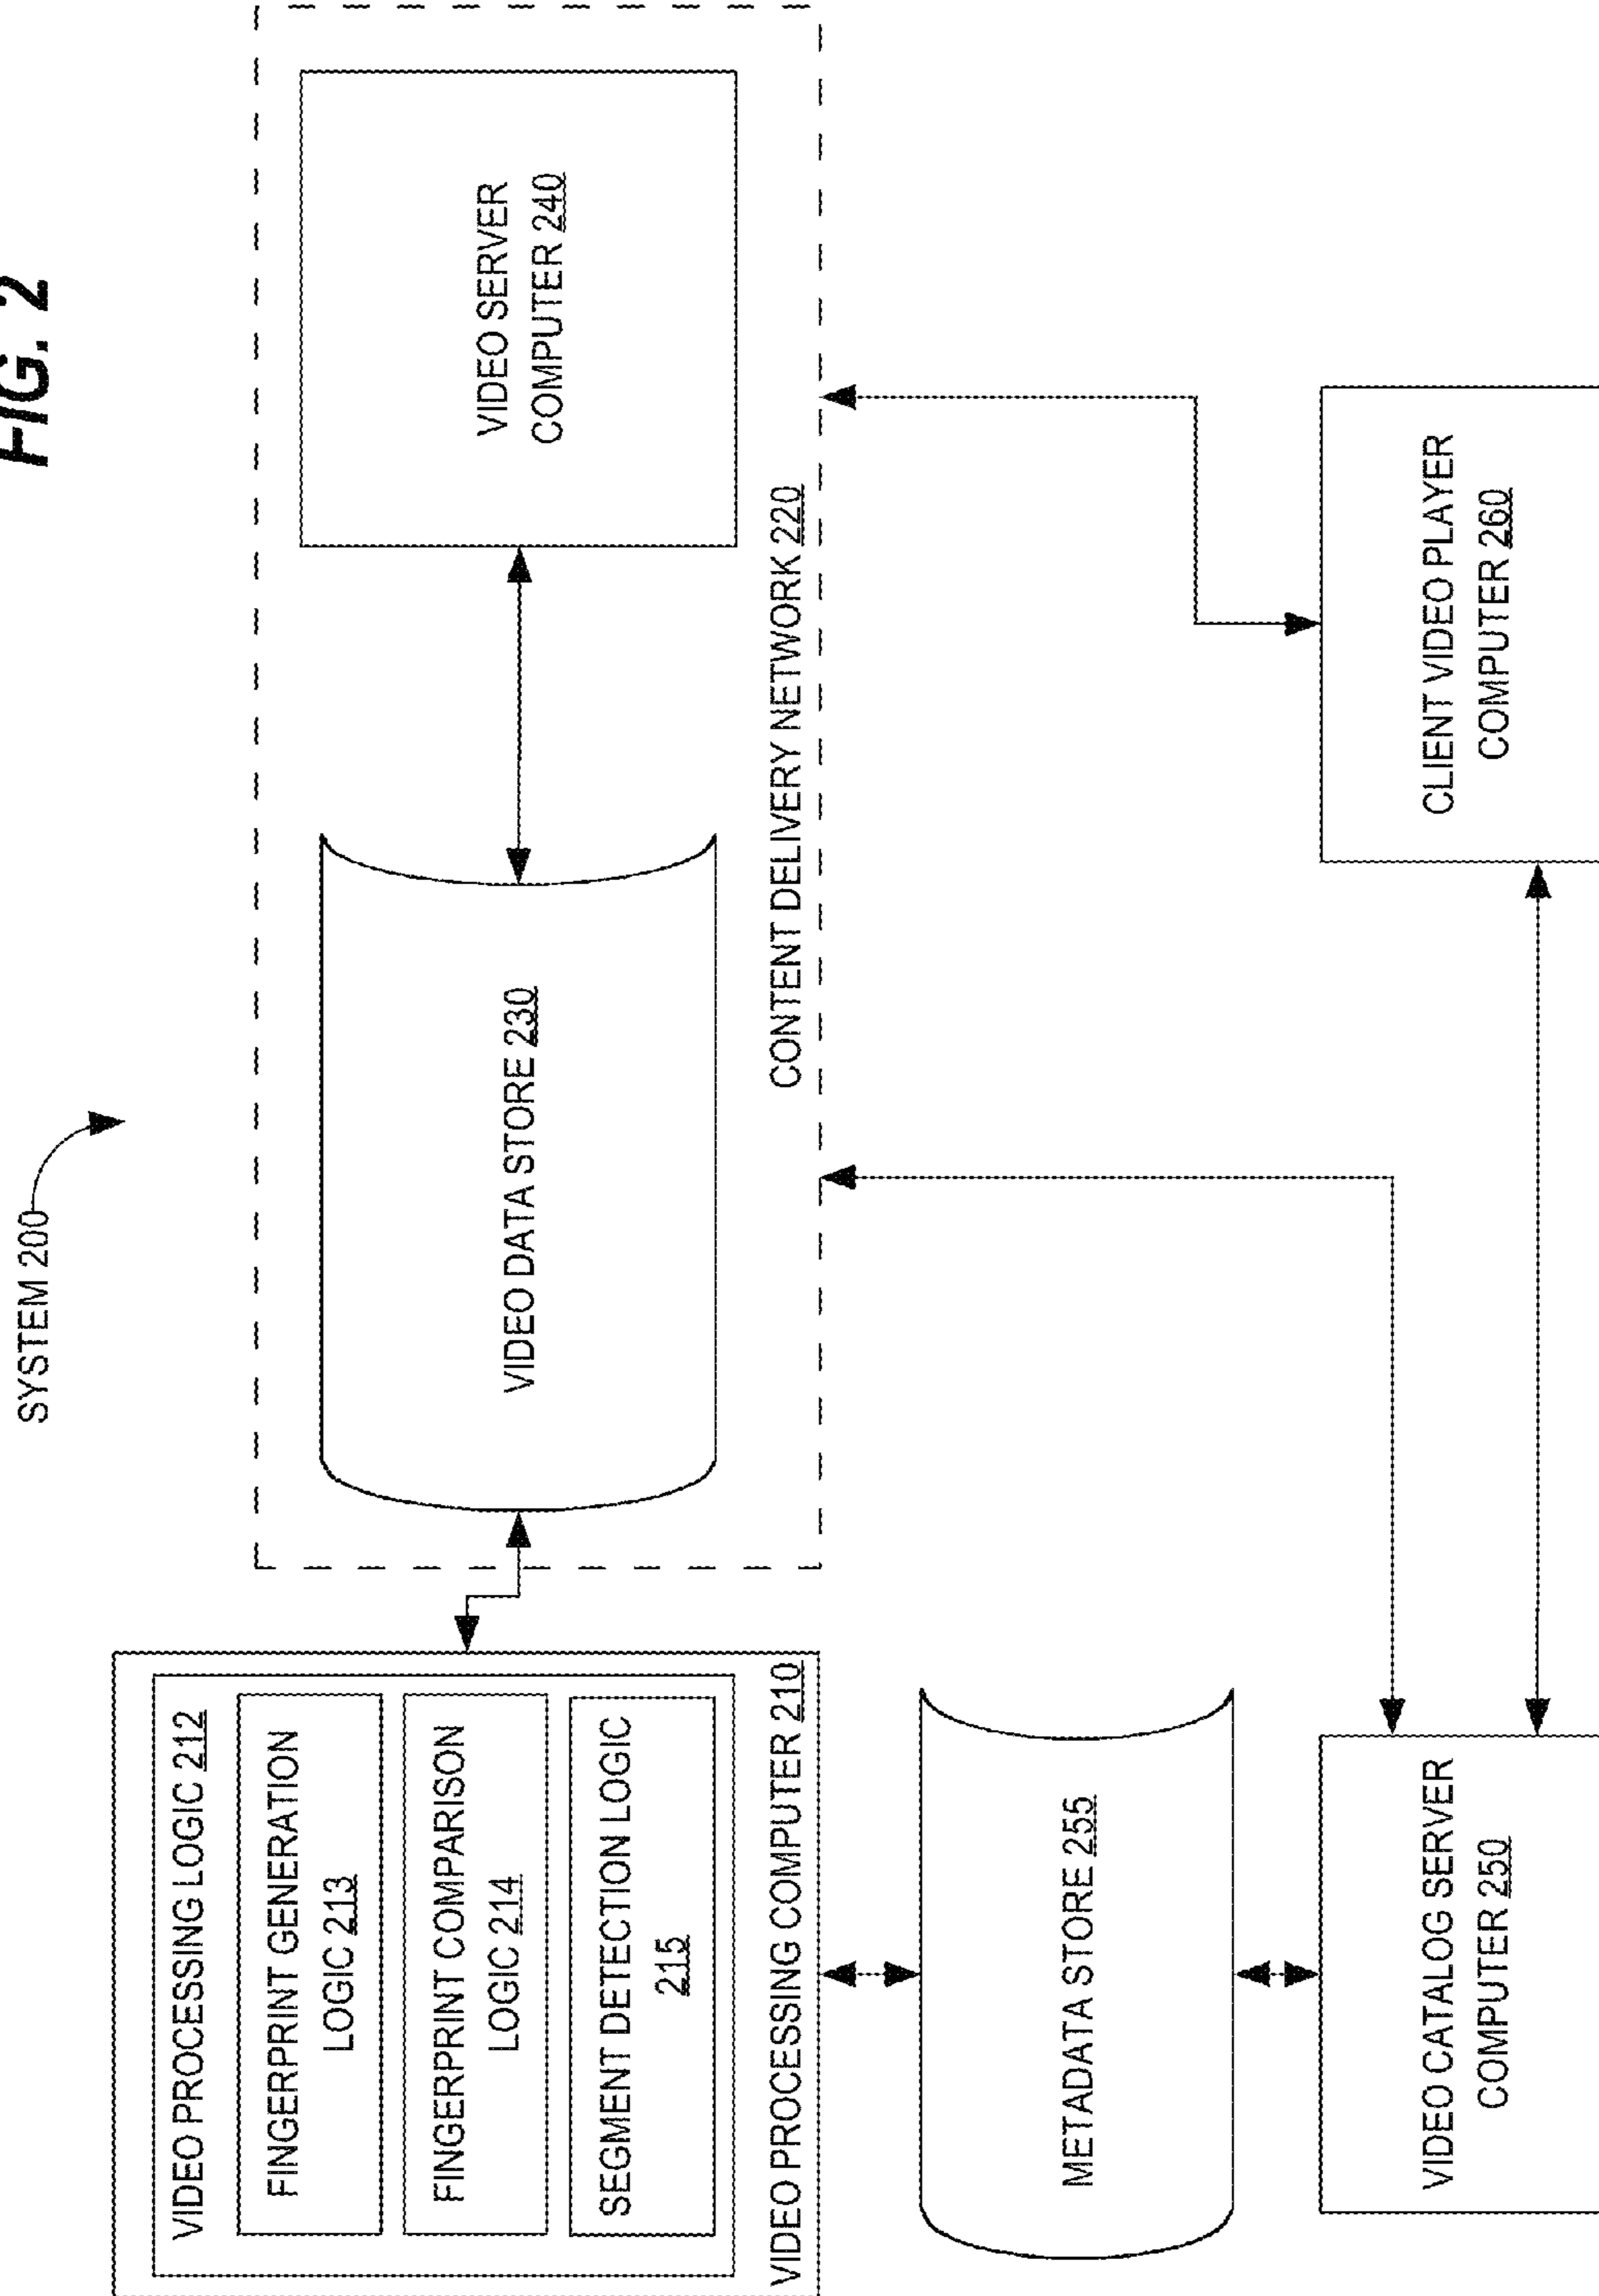 FIG. 2
SYSTEM 200
VIDEO PROCESSING LOGIC 212
FINGERPRINT GENERATION
LOGIC 213
FINGERPRINT COMPARISON
LOGIC 214
SEGMENT DETECTION LOGIC
215
VIDEO PROCESSING COMPUTER 210
VIDEO DATA STORE 230
VIDEO SERVER
COMPUTER 240
CONTENT DELIVERY NETWORK 220
METADATA STORE 255
VIDEO CATALOG SERVER
COMPUTER 250
CLIENT VIDEO PLAYER
COMPUTER 260